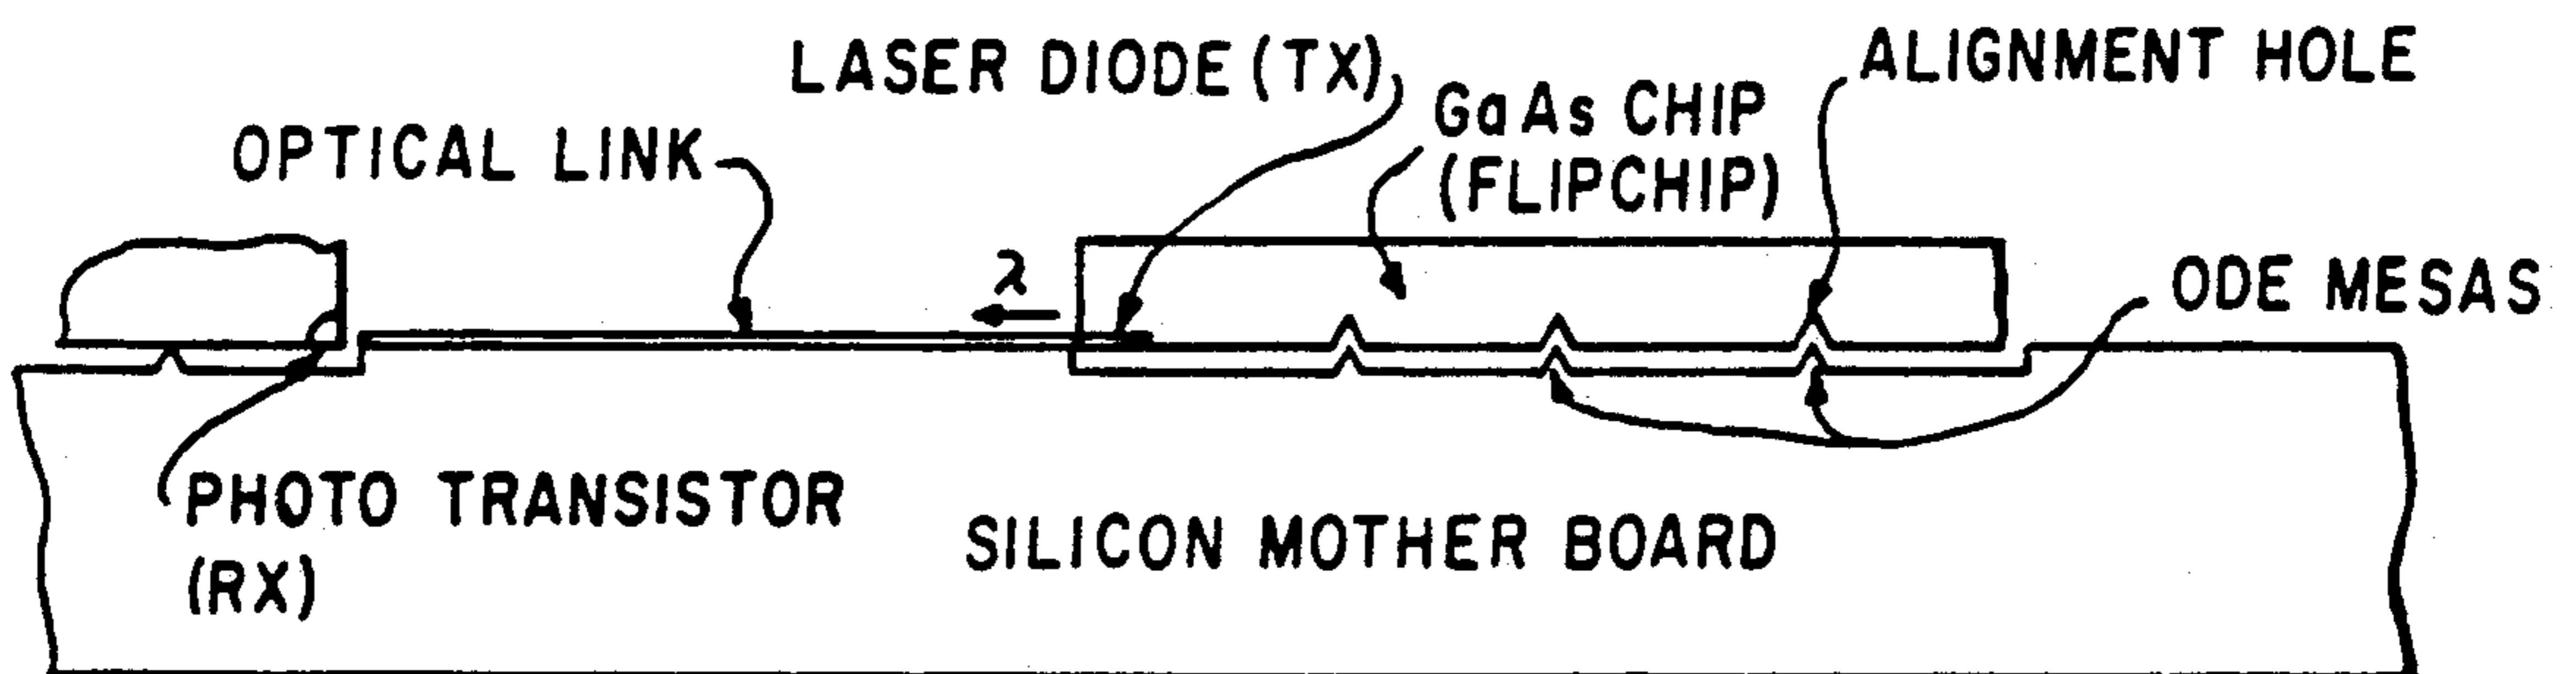 LASER DIODE (TX)
ALIGNMENT HOLE
GaAs CHIP
(FLIPCHIP)
OPTICAL LINK
λ
ODE MESAS
PHOTO TRANSISTOR
(RX)
SILICON MOTHER BOARD